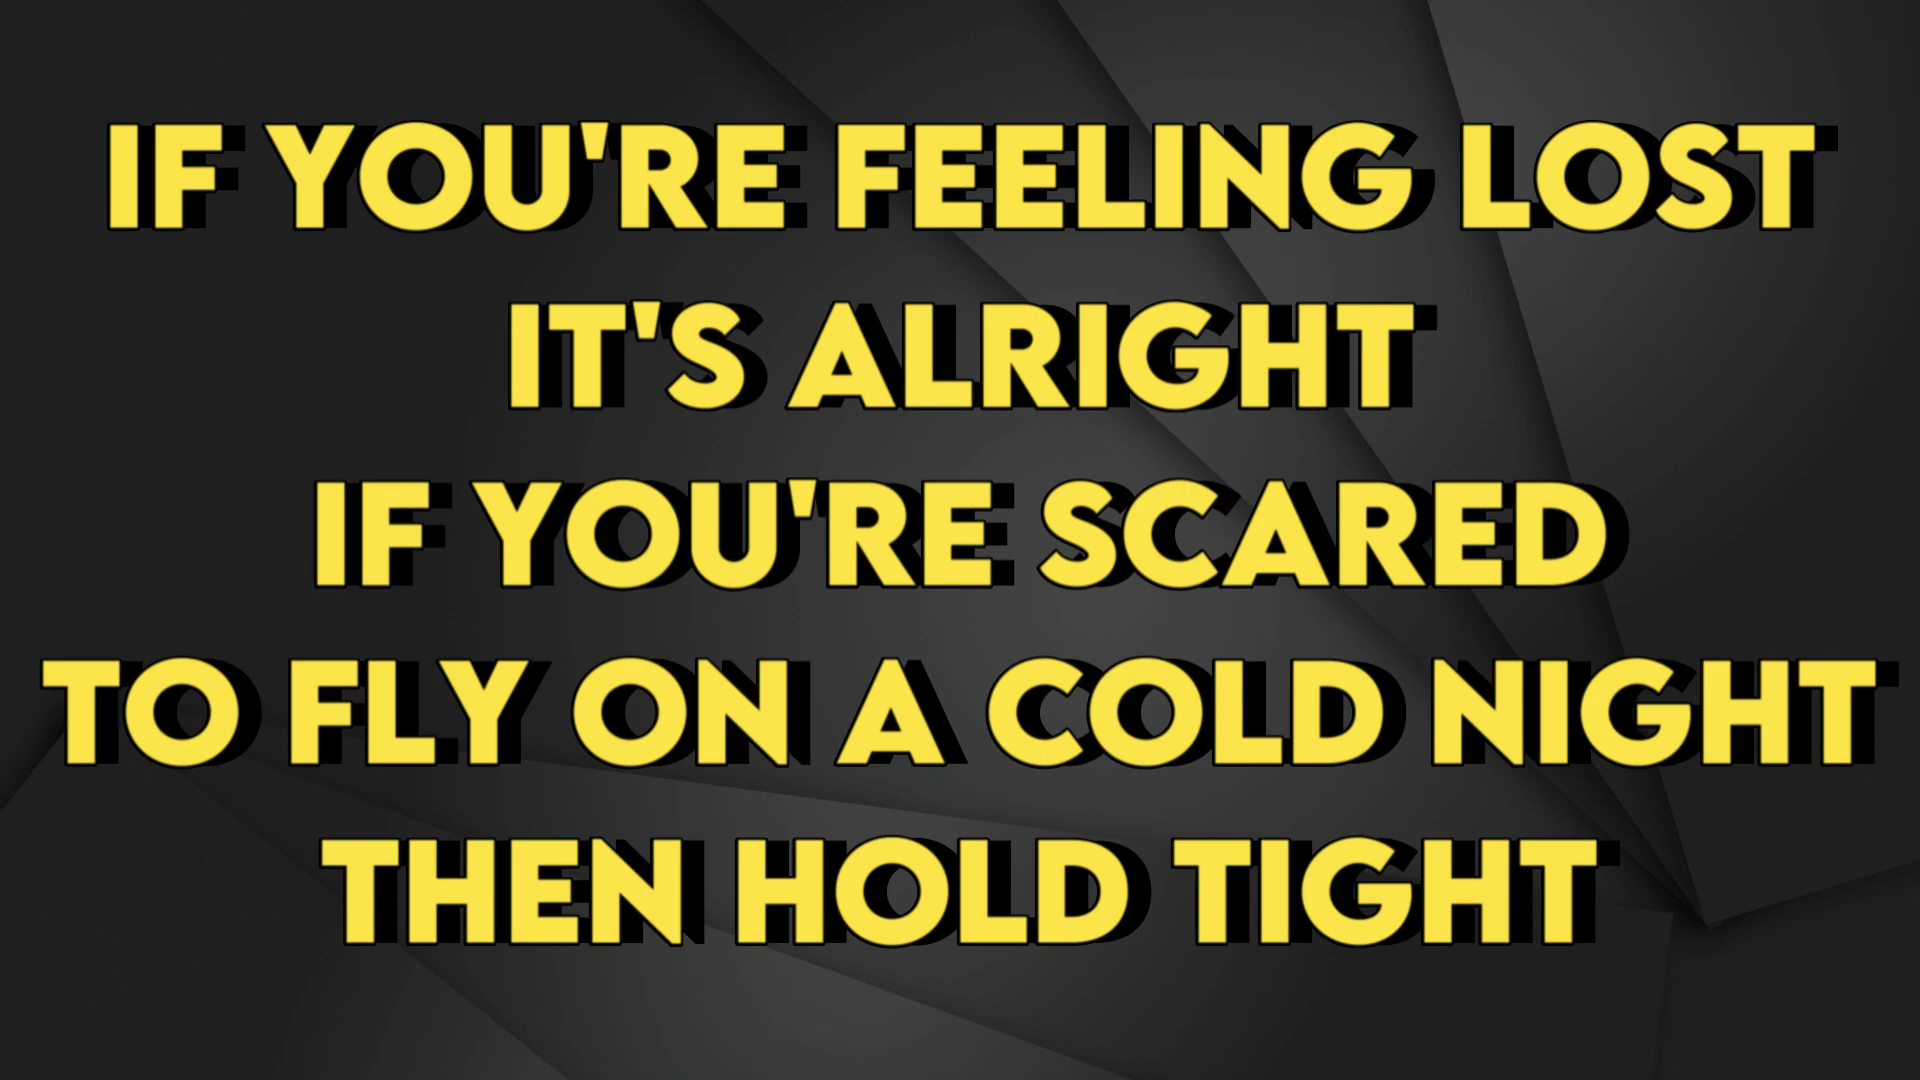 IF YOU'RE FEELING LOST
IT'S ALRIGHT
IF YOU'RE SCARED
TO FLY ON A COLD NIGHT
THEN HOLD TIGHT